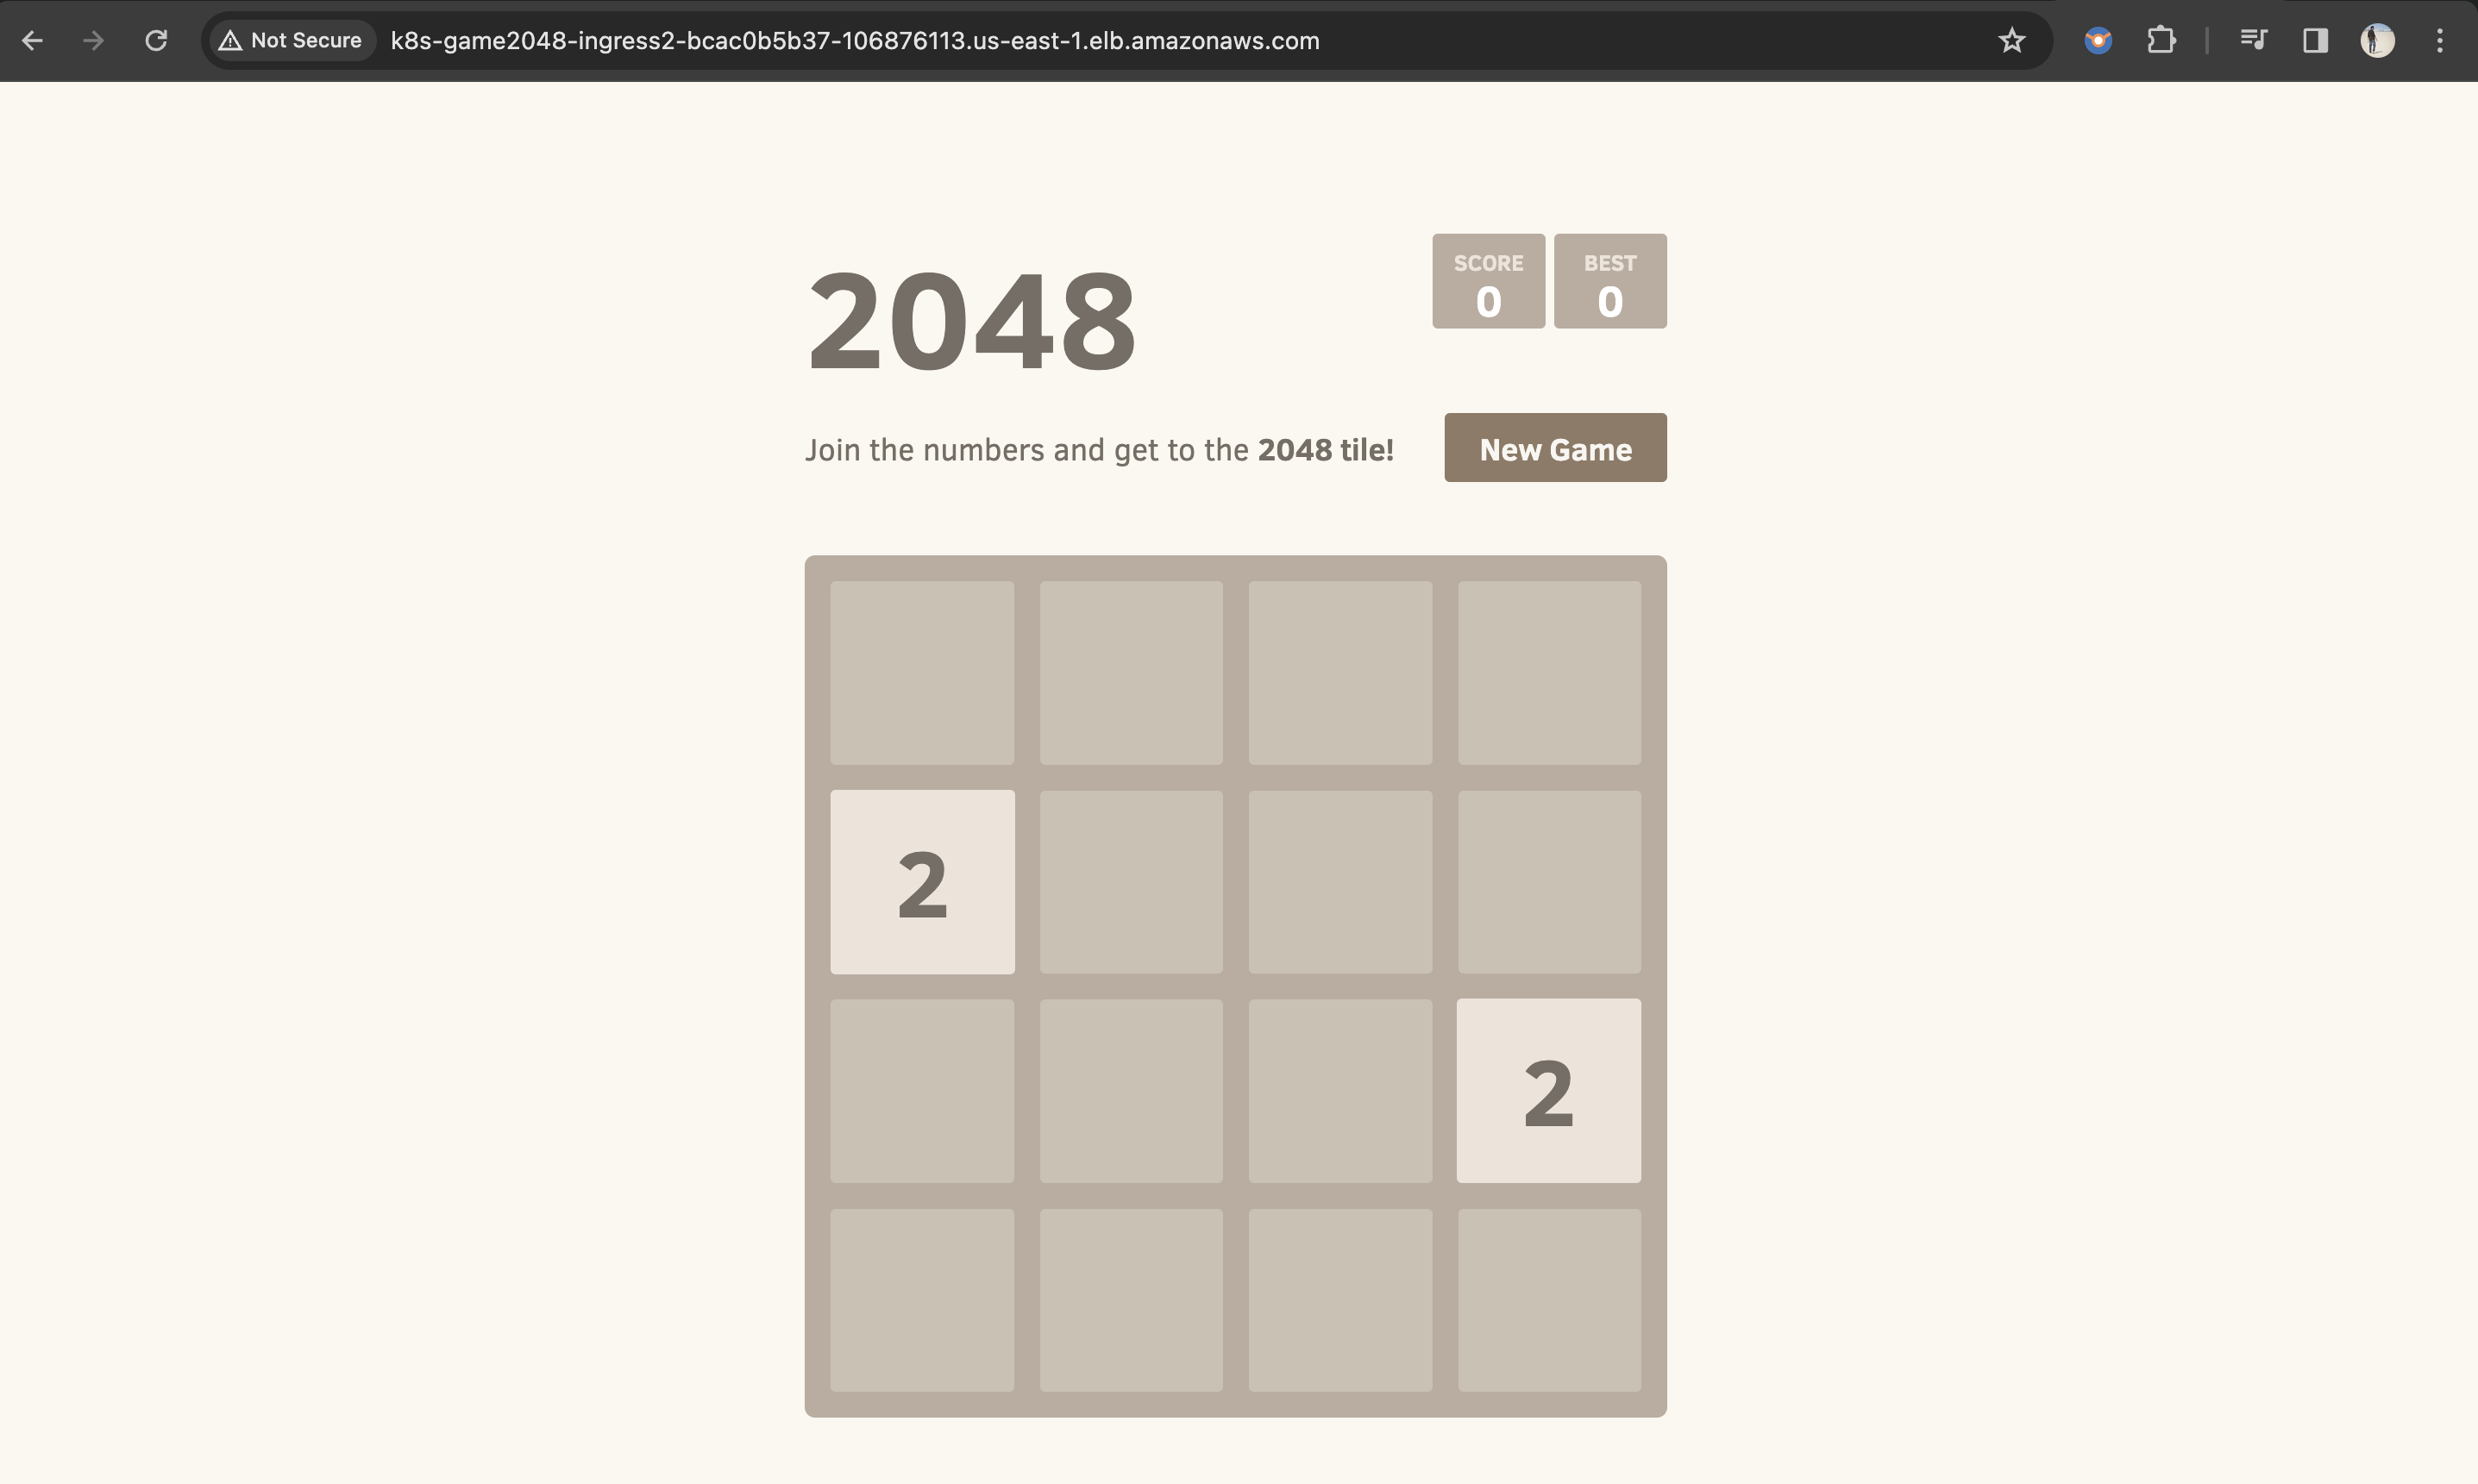 Not Secure k8s-game2048-ingress2-bcac0b5b37-106876113.us-east-1.elb.amazonaws.com
2048
SCORE BEST
0 0
Join the numbers and get to the 2048 tile! New Game
2
2